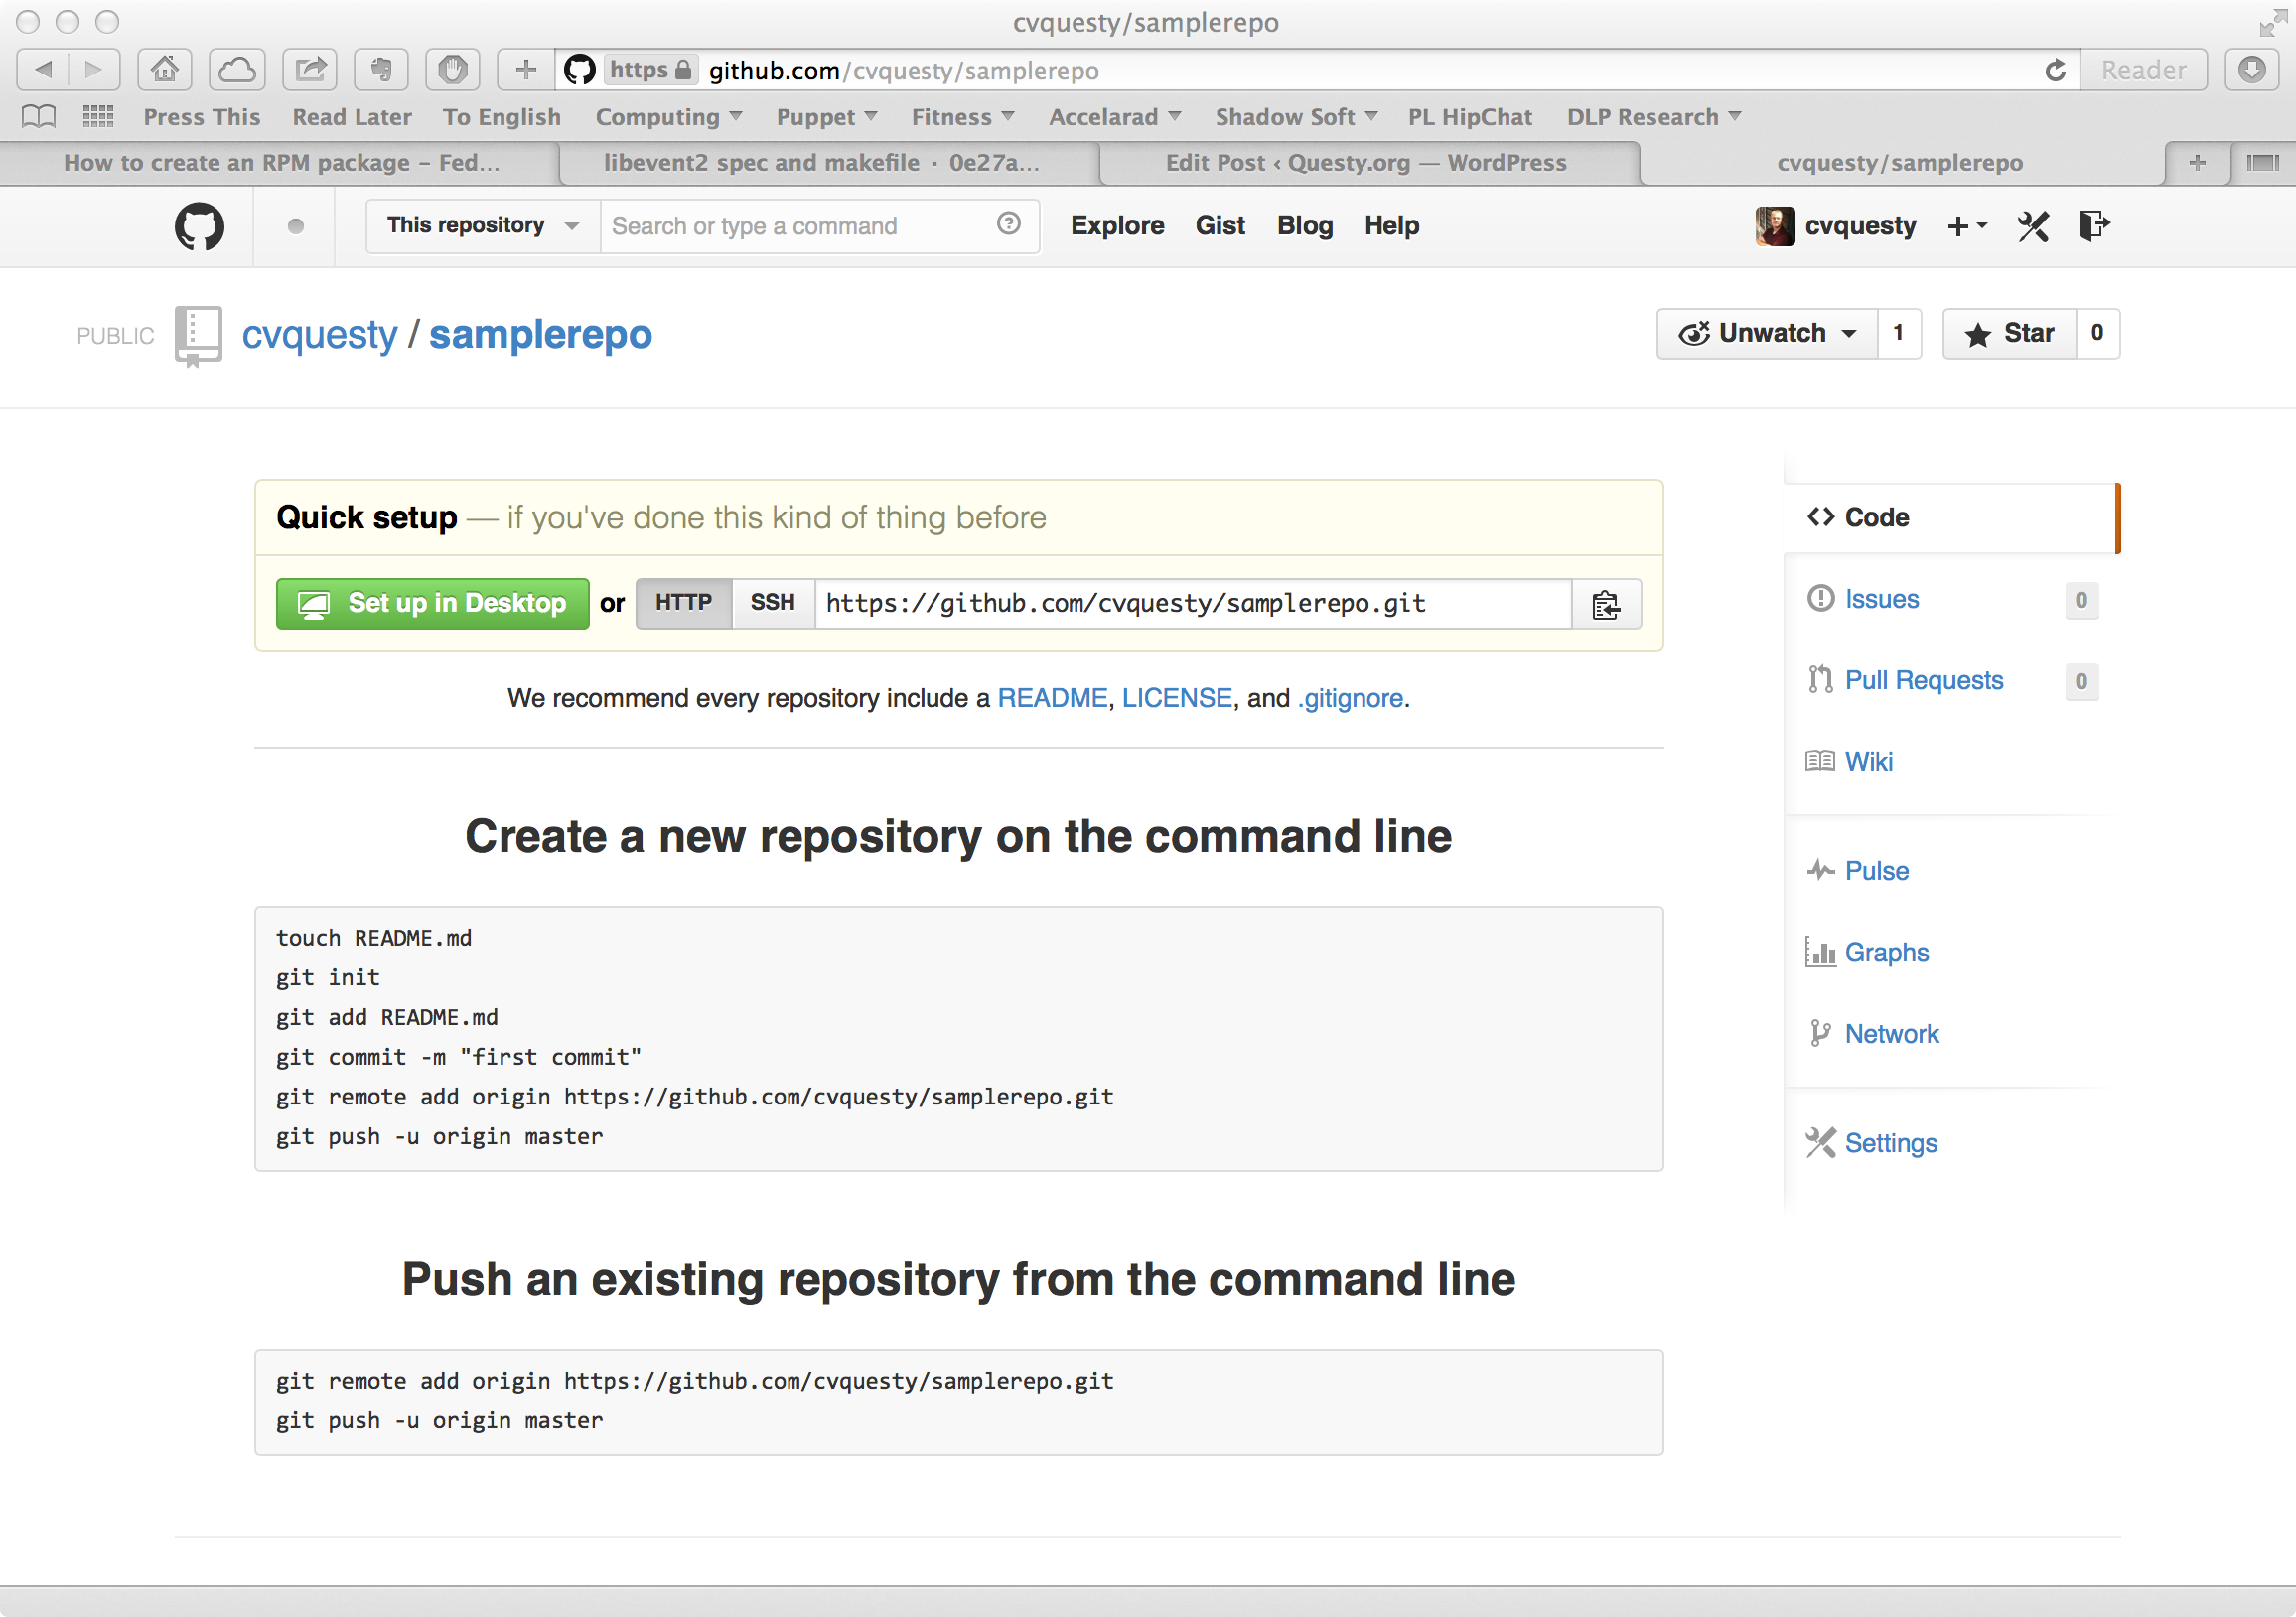 cvquesty/samplerepo
https github.com/cvquesty/samplerepo Reader
Press This Read Later To English Computing Puppet Fitness Accelarad Shadow Soft PL HipChat DLP Research
How to create an RPM package – Fed... libevent2 spec and makefile · 0e27a... Edit Post ‹ Questy.org — WordPress cvquesty/samplerepo
This repository Search or type a command Explore Gist Blog Help cvquesty
PUBLIC cvquesty / samplerepo Unwatch 1 Star 0
Quick setup — if you've done this kind of thing before
Set up in Desktop or HTTP SSH https://github.com/cvquesty/samplerepo.git
We recommend every repository include a README, LICENSE, and .gitignore.
Create a new repository on the command line
touch README.md
git init
git add README.md
git commit -m "first commit"
git remote add origin https://github.com/cvquesty/samplerepo.git
git push -u origin master
Push an existing repository from the command line
git remote add origin https://github.com/cvquesty/samplerepo.git
git push -u origin master
Code
Issues 0
Pull Requests 0
Wiki
Pulse
Graphs
Network
Settings